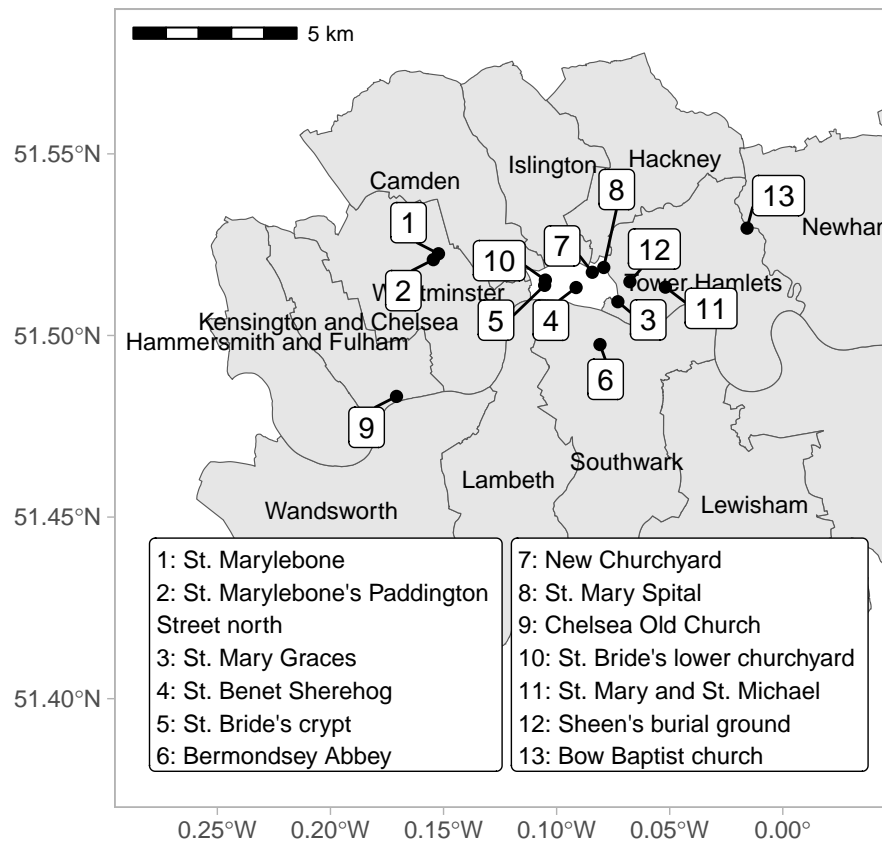 5 km
51.55°N
51.50°N
51.45°N
51.40°N
Hackney
Islington
Camden
8
13
1
Newham
7
12
10
2
Westminster
Tower Hamlets
5
4
3
11
Kensington and Chelsea
Hammersmith and Fulham
6
9
Southwark
Lambeth
Wandsworth
Lewisham
1: St. Marylebone
2: St. Marylebone's Paddington
Street north
3: St. Mary Graces
4: St. Benet Sherehog
5: St. Bride's crypt
6: Bermondsey Abbey
7: New Churchyard
8: St. Mary Spital
9: Chelsea Old Church
10: St. Bride's lower churchyard
11: St. Mary and St. Michael
12: Sheen's burial ground
13: Bow Baptist church
0.25°W 0.20°W 0.15°W 0.10°W 0.05°W 0.00°